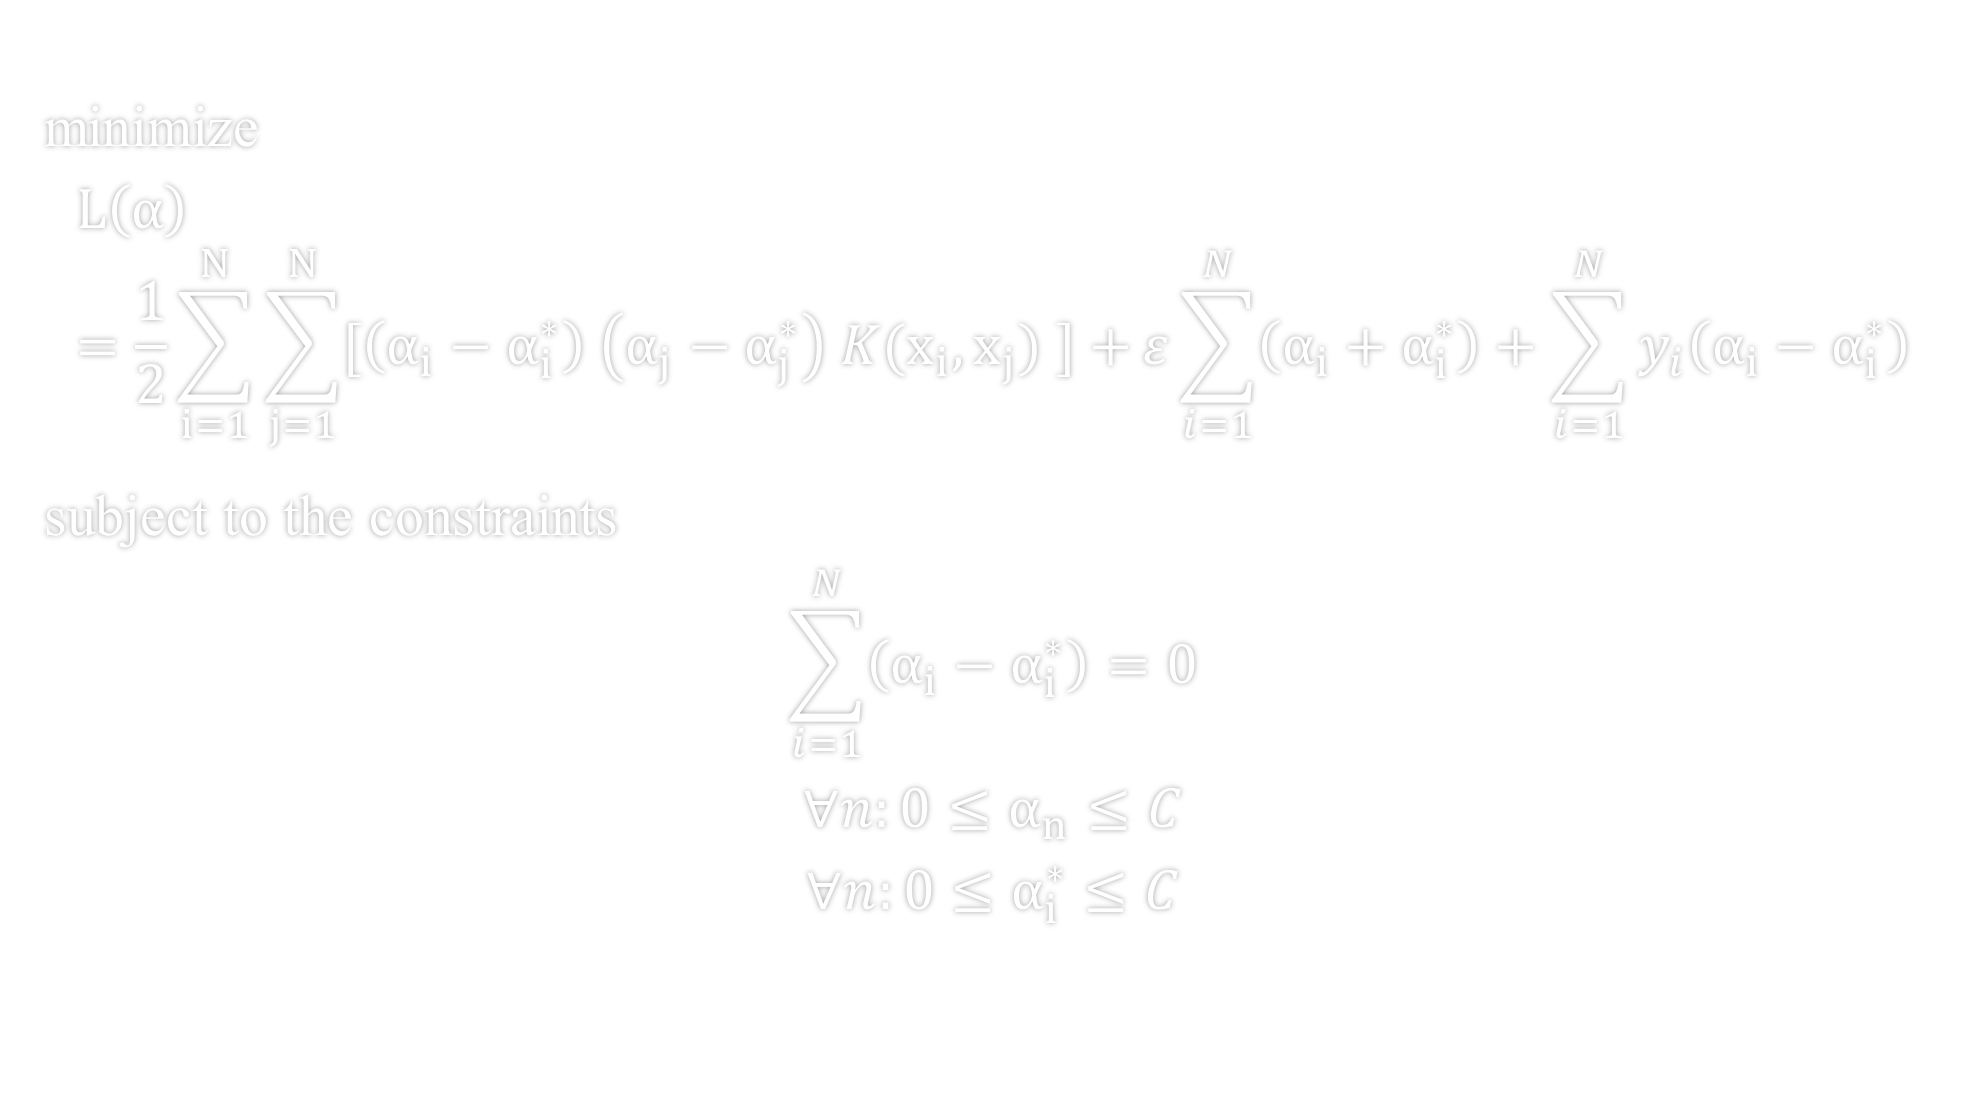 minimize
L(α)
= 1/2 ∑_{i=1}^{N} ∑_{j=1}^{N} [(α_i − α_i^*) (α_j − α_j^*) K(x_i, x_j) ] + ε ∑_{i=1}^{N} (α_i + α_i^*) + ∑_{i=1}^{N} y_i(α_i − α_i^*)
subject to the constraints
∑_{i=1}^{N} (α_i − α_i^*) = 0
∀n: 0 ≤ α_n ≤ C
∀n: 0 ≤ α_i^* ≤ C